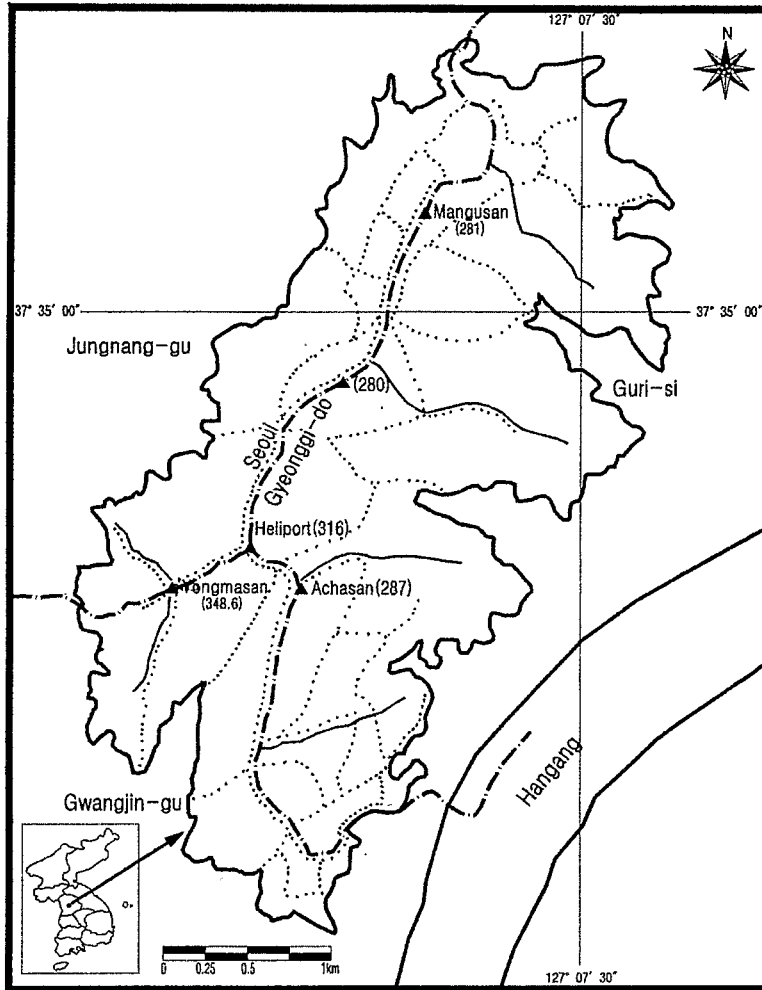 127° 07′ 30″
N
Mangusan
(281)
37° 35′ 00″
37° 35′ 00″
Jungnang-gu
(280)
Guri-si
Seoul
Gyeonggi-do
Heliport(316)
Yongmasan
(348.6)
Achasan(287)
Hangang
Gwangjin-gu
0 0.25 0.5 1km
127° 07′ 30″